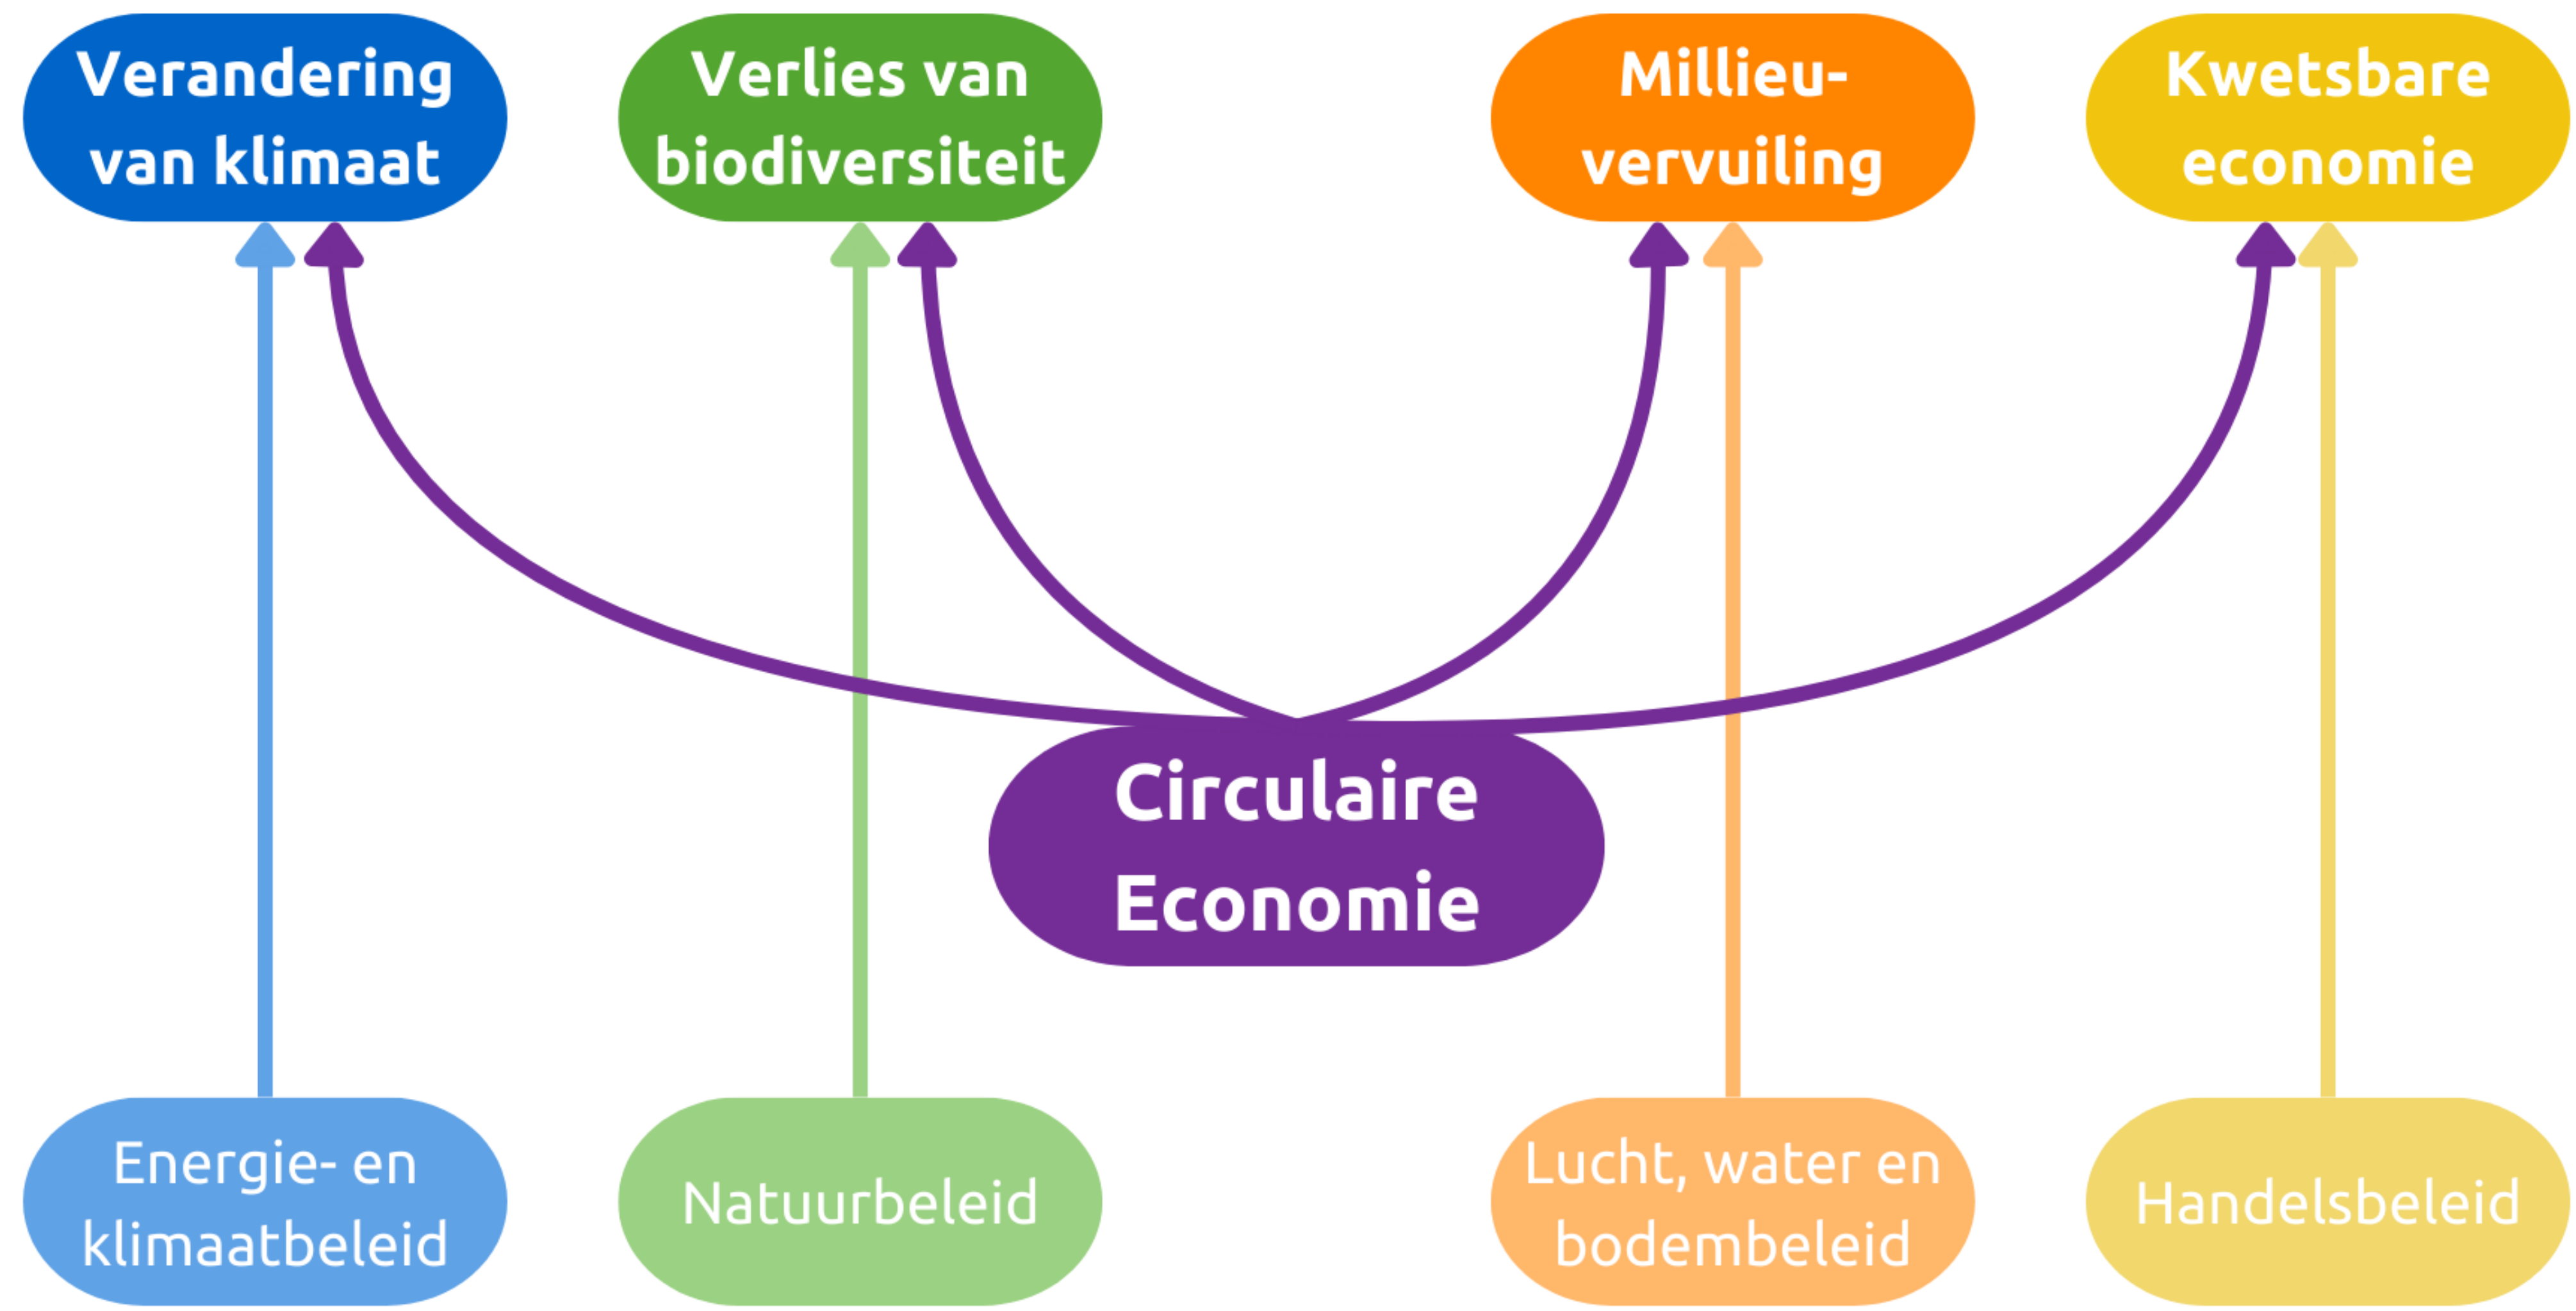 Verandering
van klimaat
Verlies van
biodiversiteit
Millieu-
vervuiling
Kwetsbare
economie
Circulaire
Economie
Energie- en
klimaatbeleid
Natuurbeleid
Lucht, water en
bodembeleid
Handelsbeleid